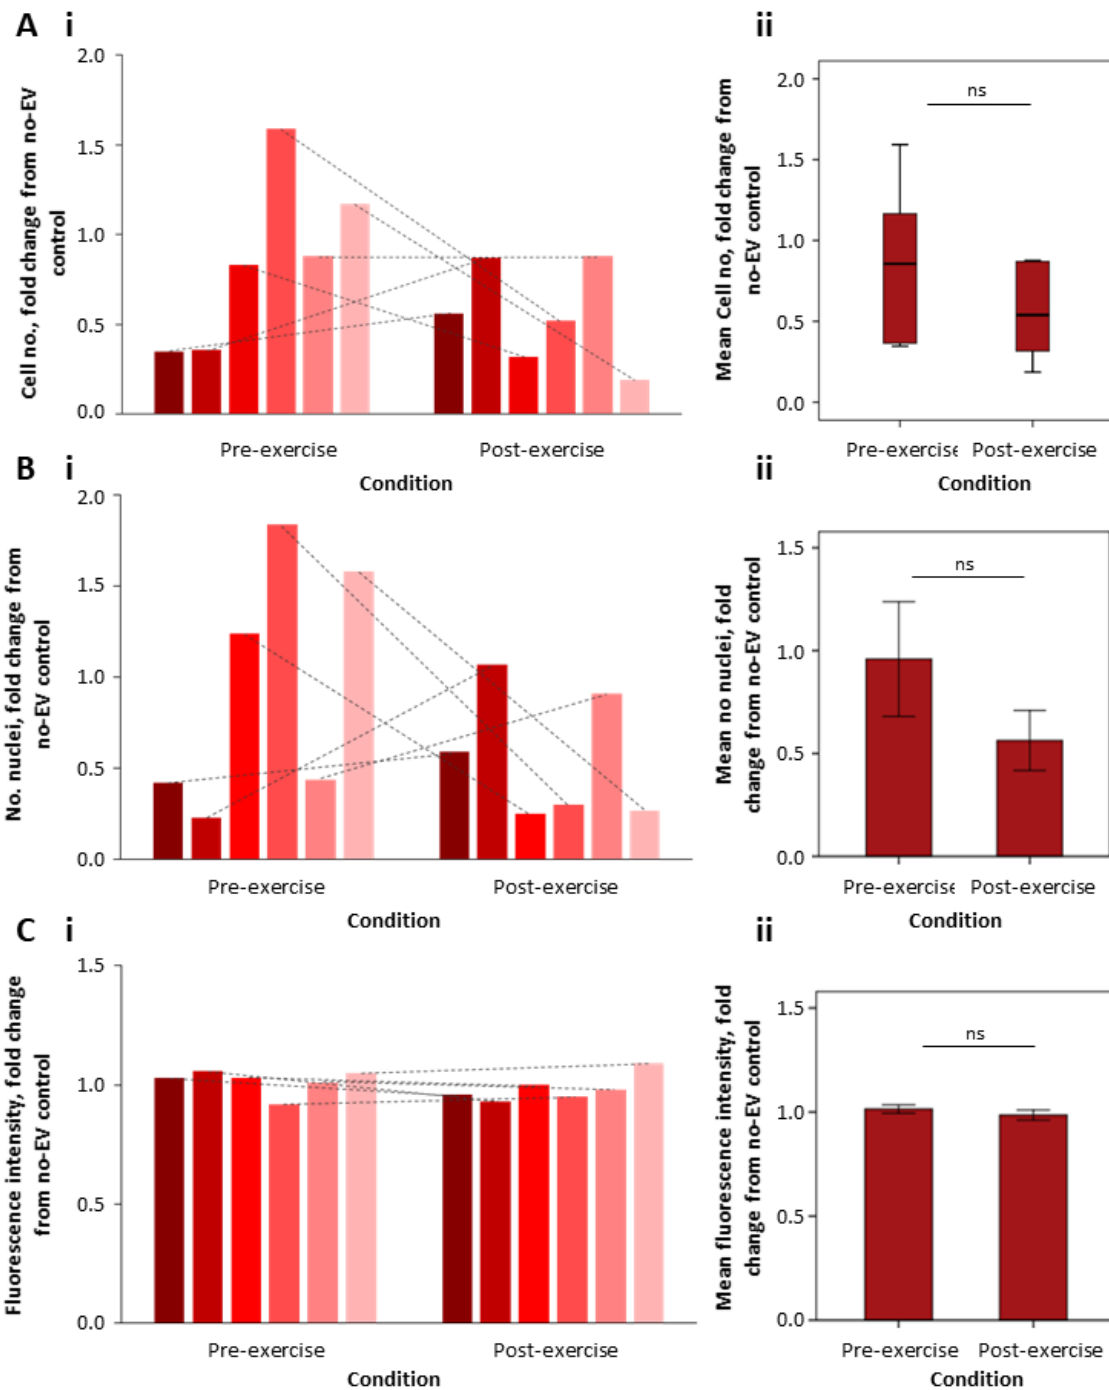 A i
ii
Cell no., fold change from no-EV
control
2.0
1.5
1.0
0.5
0.0
Pre-exercise
Post-exercise
Condition
Mean Cell no, fold change from
no-EV control
2.0
1.5
1.0
0.5
0.0
ns
Pre-exercise
Post-exercise
Condition
B i
ii
No. nuclei, fold change from
no-EV control
2.0
1.5
1.0
0.5
0.0
Pre-exercise
Post-exercise
Condition
Mean no nuclei, fold
change from no-EV control
1.5
1.0
0.5
0.0
ns
Pre-exercise
Post-exercise
Condition
C i
ii
Fluorescence intensity, fold change
from no-EV control
1.5
1.0
0.5
0.0
Pre-exercise
Post-exercise
Condition
Mean fluorescence intensity, fold
change from no-EV control
1.5
1.0
0.5
0.0
ns
Pre-exercise
Post-exercise
Condition